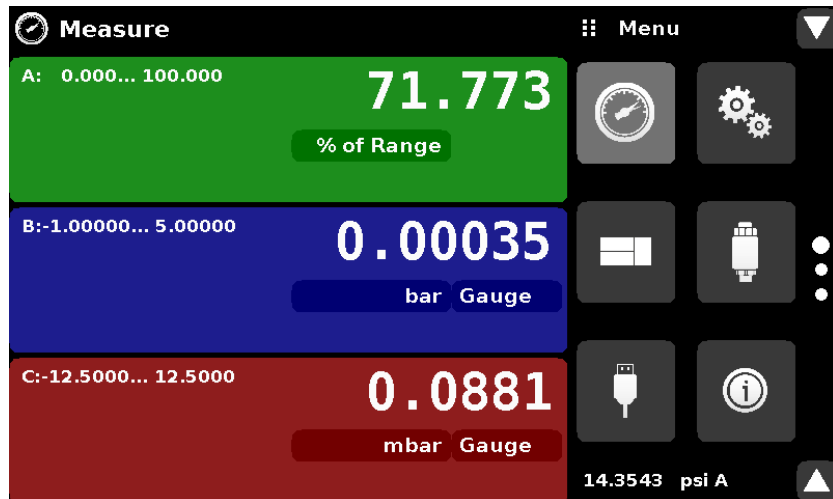 Measure
Menu
A: 0.000... 100.000
71.773
% of Range
B:-1.00000... 5.00000
0.00035
bar Gauge
C:-12.5000... 12.5000
0.0881
mbar Gauge
14.3543 psi A